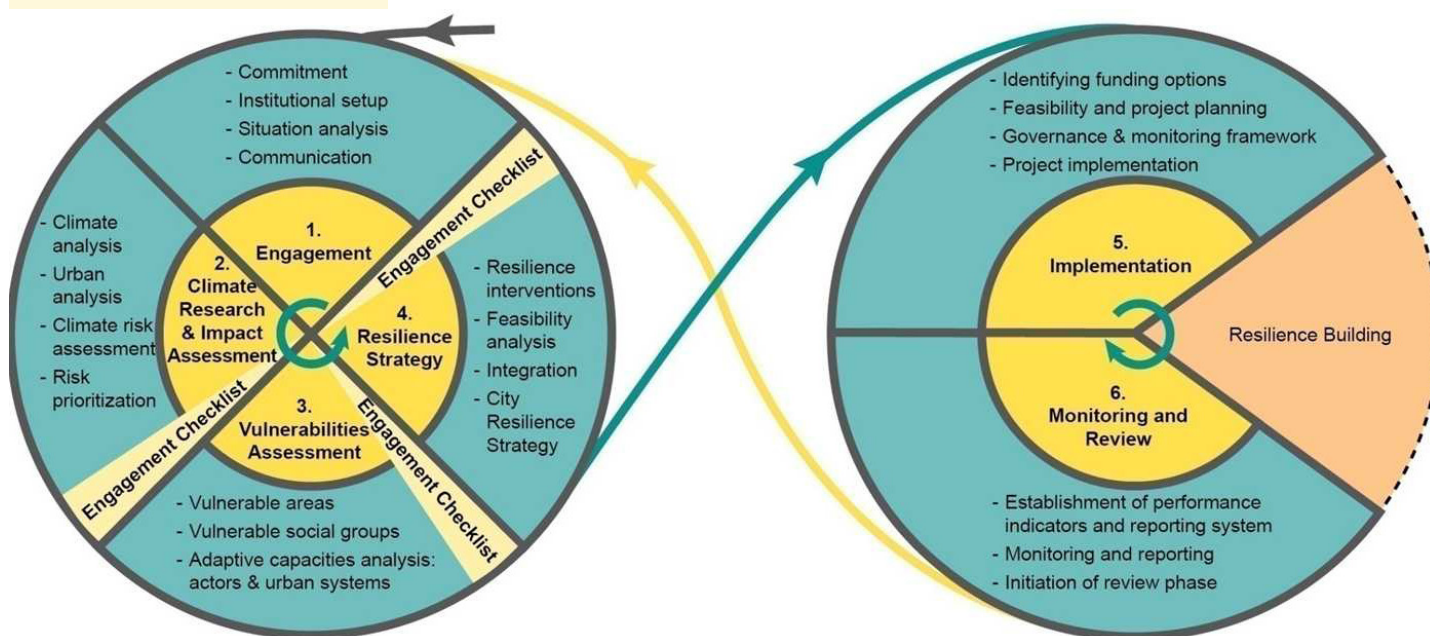 - Commitment
- Institutional setup
- Situation analysis
- Communication
Engagement Checklist
1.
Engagement
- Climate
analysis
- Urban
analysis
- Climate risk
assessment
- Risk
prioritization
2.
Climate
Research
& Impact
Assessment
Engagement Checklist
3.
Vulnerabilities
Assessment
- Vulnerable areas
- Vulnerable social groups
- Adaptive capacities analysis:
actors & urban systems
Engagement Checklist
4.
Resilience
Strategy
- Resilience
interventions
- Feasibility
analysis
- Integration
- City
Resilience
Strategy
- Identifying funding options
- Feasibility and project planning
- Governance & monitoring framework
- Project implementation
5.
Implementation
Resilience Building
6.
Monitoring and
Review
- Establishment of performance
indicators and reporting system
- Monitoring and reporting
- Initiation of review phase